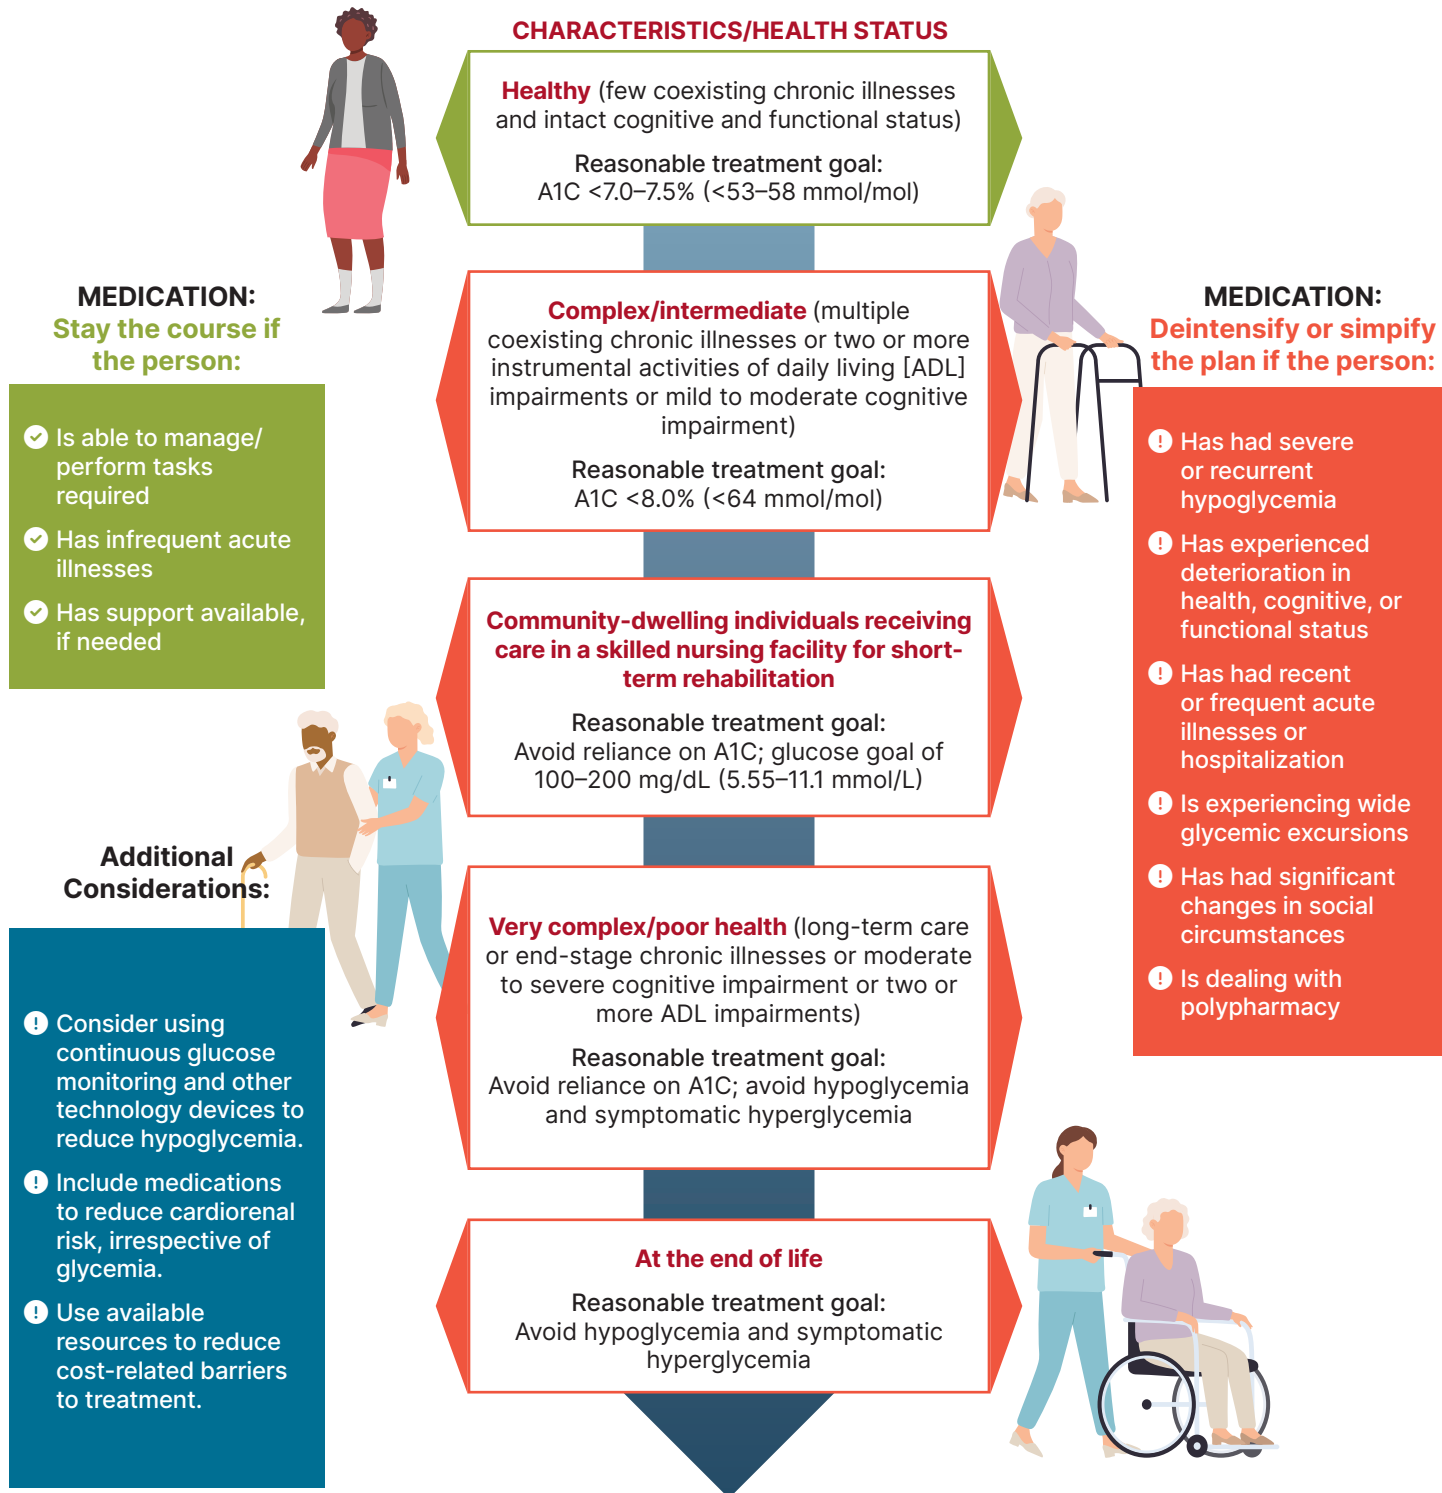 CHARACTERISTICS/HEALTH STATUS
Healthy (few coexisting chronic illnesses
and intact cognitive and functional status)
Reasonable treatment goal:
A1C <7.0–7.5% (<53–58 mmol/mol)
Complex/intermediate (multiple
coexisting chronic illnesses or two or more
instrumental activities of daily living [ADL]
impairments or mild to moderate cognitive
impairment)
Reasonable treatment goal:
A1C <8.0% (<64 mmol/mol)
Community-dwelling individuals receiving
care in a skilled nursing facility for short-
term rehabilitation
Reasonable treatment goal:
Avoid reliance on A1C; glucose goal of
100–200 mg/dL (5.55–11.1 mmol/L)
Very complex/poor health (long-term care
or end-stage chronic illnesses or moderate
to severe cognitive impairment or two or
more ADL impairments)
Reasonable treatment goal:
Avoid reliance on A1C; avoid hypoglycemia
and symptomatic hyperglycemia
At the end of life
Reasonable treatment goal:
Avoid hypoglycemia and symptomatic
hyperglycemia
MEDICATION:
Stay the course if
the person:
Is able to manage/
perform tasks
required
Has infrequent acute
illnesses
Has support available,
if needed
Additional
Considerations:
Consider using
continuous glucose
monitoring and other
technology devices to
reduce hypoglycemia.
Include medications
to reduce cardiorenal
risk, irrespective of
glycemia.
Use available
resources to reduce
cost-related barriers
to treatment.
MEDICATION:
Deintensify or simpify
the plan if the person:
Has had severe
or recurrent
hypoglycemia
Has experienced
deterioration in
health, cognitive, or
functional status
Has had recent
or frequent acute
illnesses or
hospitalization
Is experiencing wide
glycemic excursions
Has had significant
changes in social
circumstances
Is dealing with
polypharmacy